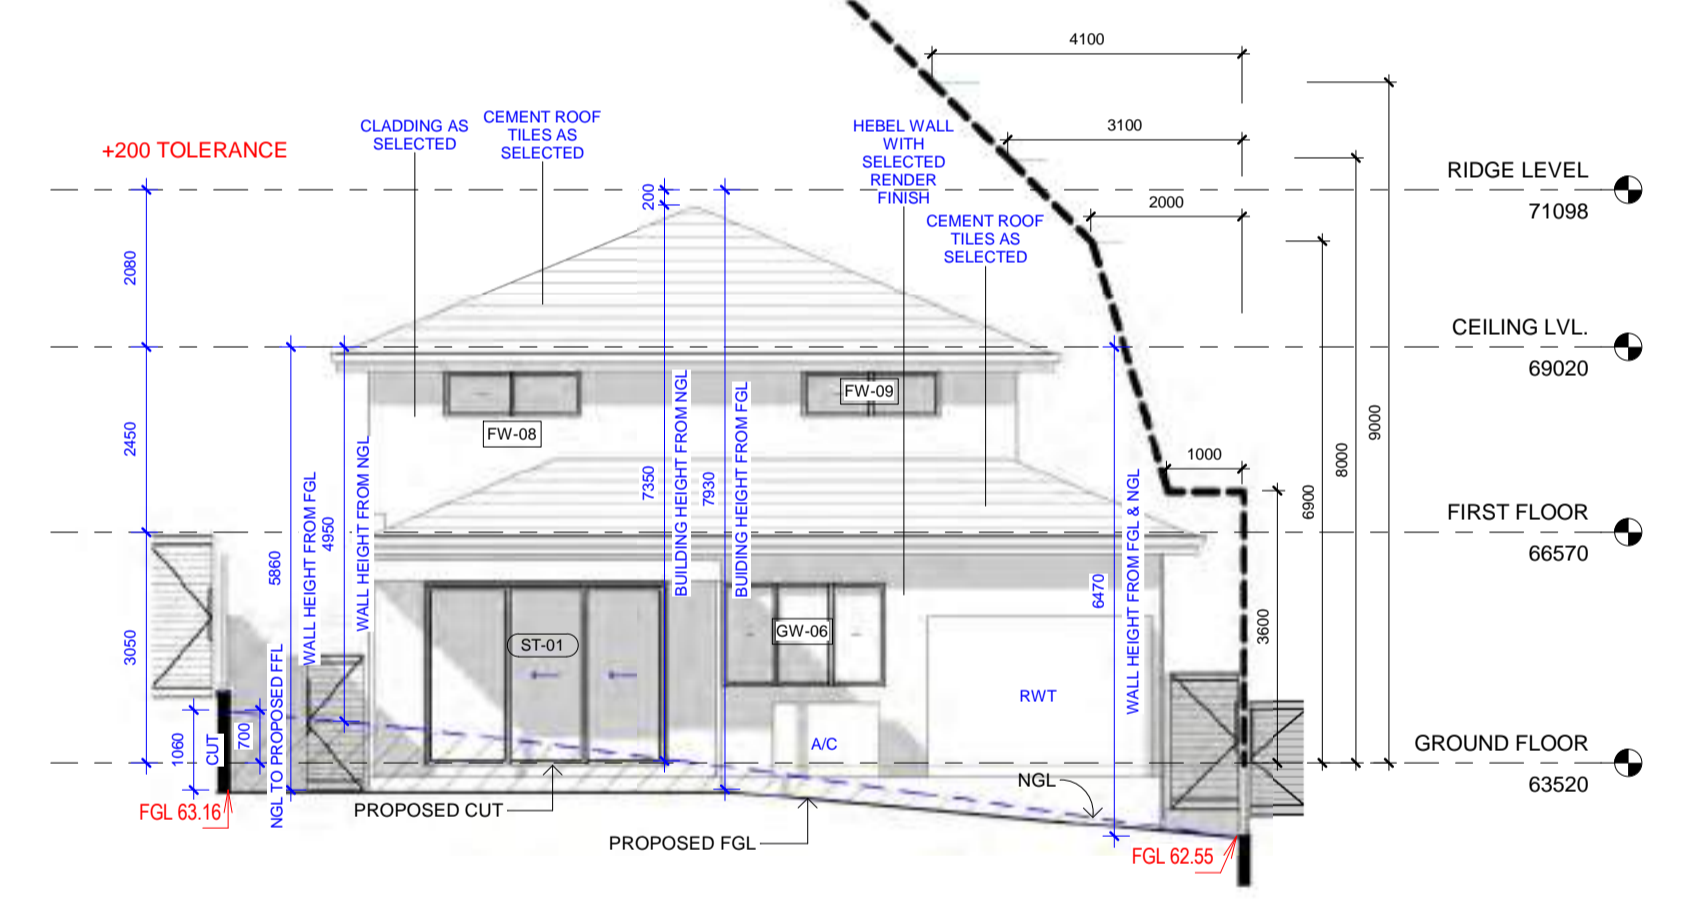 4100
3100
2000
1000
+200 TOLERANCE
CLADDING AS
SELECTED
CEMENT ROOF
TILES AS
SELECTED
HEBEL WALL
WITH
SELECTED
RENDER
FINISH
CEMENT ROOF
TILES AS
SELECTED
RIDGE LEVEL
71098
CEILING LVL.
69020
FIRST FLOOR
66570
GROUND FLOOR
63520
200
2080
2450
3050
FW-08
FW-09
ST-01
GW-06
A/C
RWT
5860
WALL HEIGHT FROM FGL
4950
WALL HEIGHT FROM NGL
7350
BUILDING HEIGHT FROM NGL
7930
BUIDING HEIGHT FROM FGL
6470
WALL HEIGHT FROM FGL & NGL
3600
6900
8000
9000
1060
CUT
700
NGL TO PROPOSED FFL
FGL 63.16
PROPOSED CUT
PROPOSED FGL
NGL
FGL 62.55